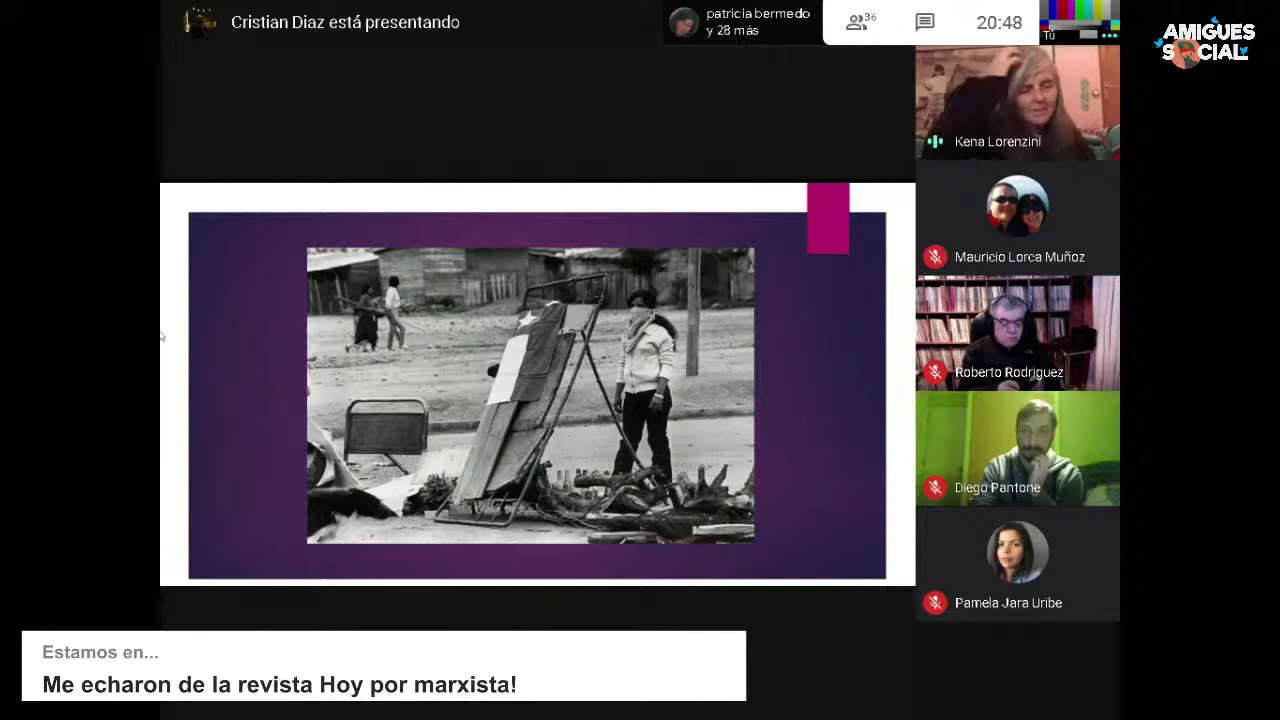 Cristian Diaz está presentando
patricia bermedo
y 28 más
36
20:48
Tú
AMIGUES
SOCIAL
Kena Lorenzini
Mauricio Lorca Muñoz
Roberto Rodriguez
Diego Pantone
Pamela Jara Uribe
Estamos en...
Me echaron de la revista Hoy por marxista!